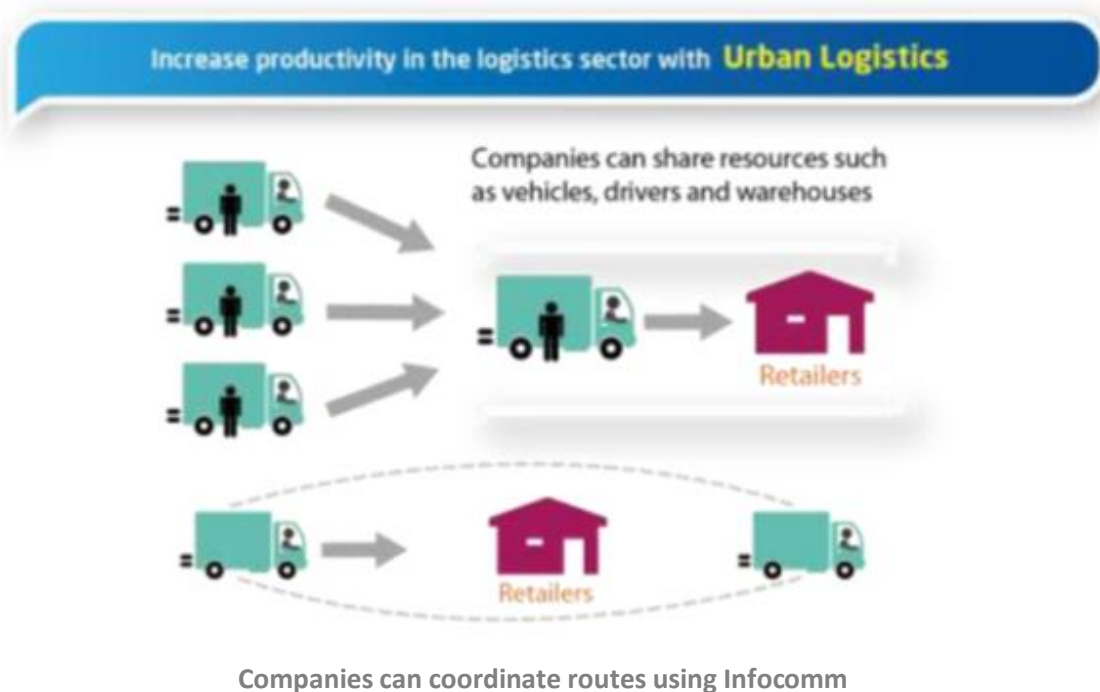 Increase productivity in the logistics sector with Urban Logistics
Companies can share resources such
as vehicles, drivers and warehouses
Retailers
Retailers
Companies can coordinate routes using Infocomm